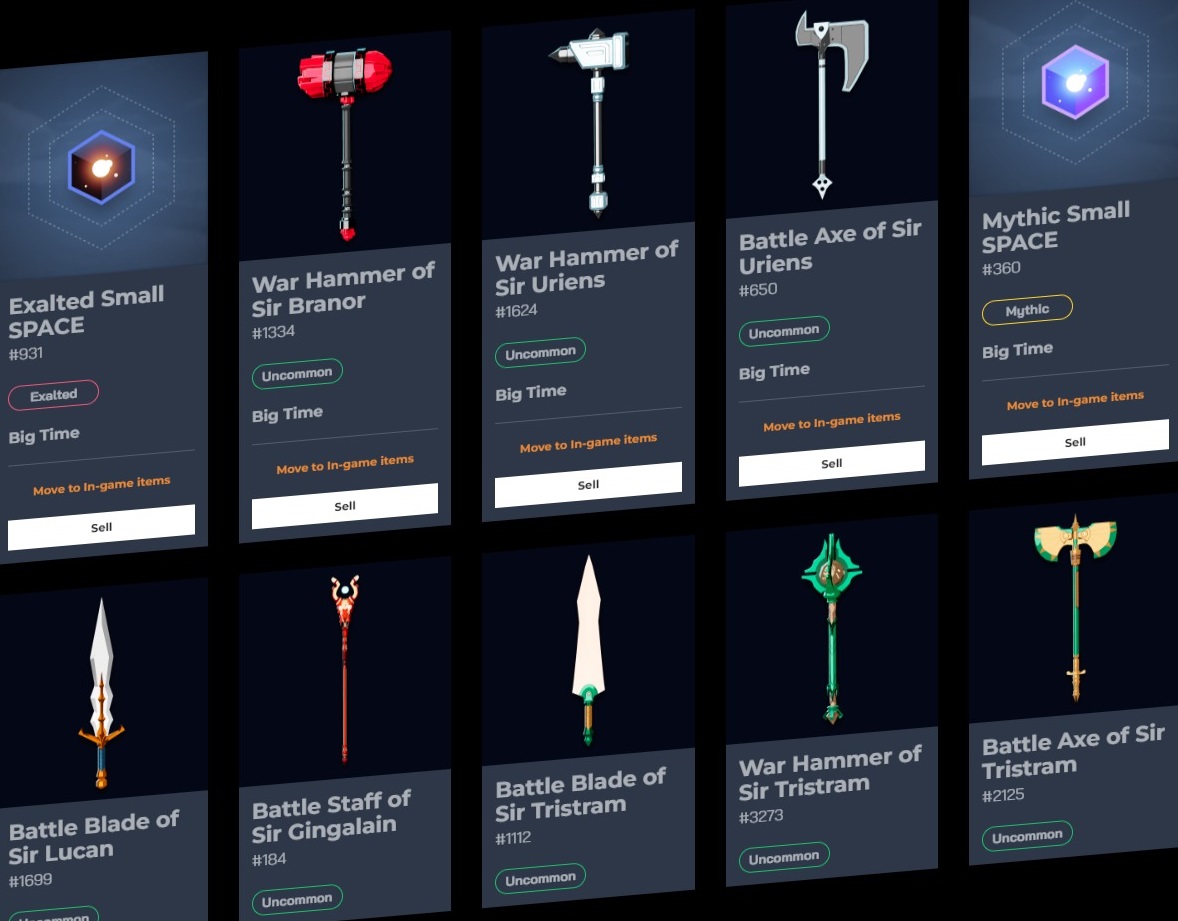 Exalted Small
SPACE
#931
Exalted
Big Time
Move to In-game items
Sell
War Hammer of
Sir Branor
#1334
Uncommon
Big Time
Move to In-game items
Sell
War Hammer of
Sir Uriens
#1624
Uncommon
Big Time
Move to In-game items
Sell
Battle Axe of Sir
Uriens
#650
Uncommon
Big Time
Move to In-game items
Sell
Mythic Small
SPACE
#360
Mythic
Big Time
Move to In-game items
Sell
Battle Blade of
Sir Lucan
#1699
Uncommon
Battle Staff of
Sir Gingalain
#184
Uncommon
Battle Blade of
Sir Tristram
#1112
Uncommon
War Hammer of
Sir Tristram
#3273
Uncommon
Battle Axe of Sir
Tristram
#2125
Uncommon